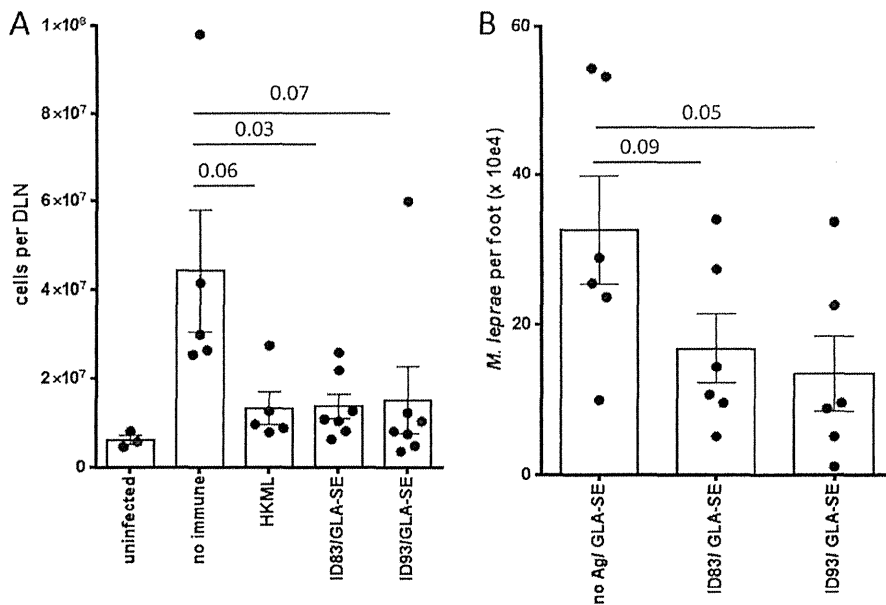 A
cells per DLN
1×10⁸
8×10⁷
6×10⁷
4×10⁷
2×10⁷
0
0.07
0.03
0.06
uninfected
no immune
HKML
ID83/GLA-SE
ID93/GLA-SE
B
M. leprae per foot (x 10e4)
60
40
20
0
0.05
0.09
no Ag/ GLA-SE
ID83/ GLA-SE
ID93/ GLA-SE